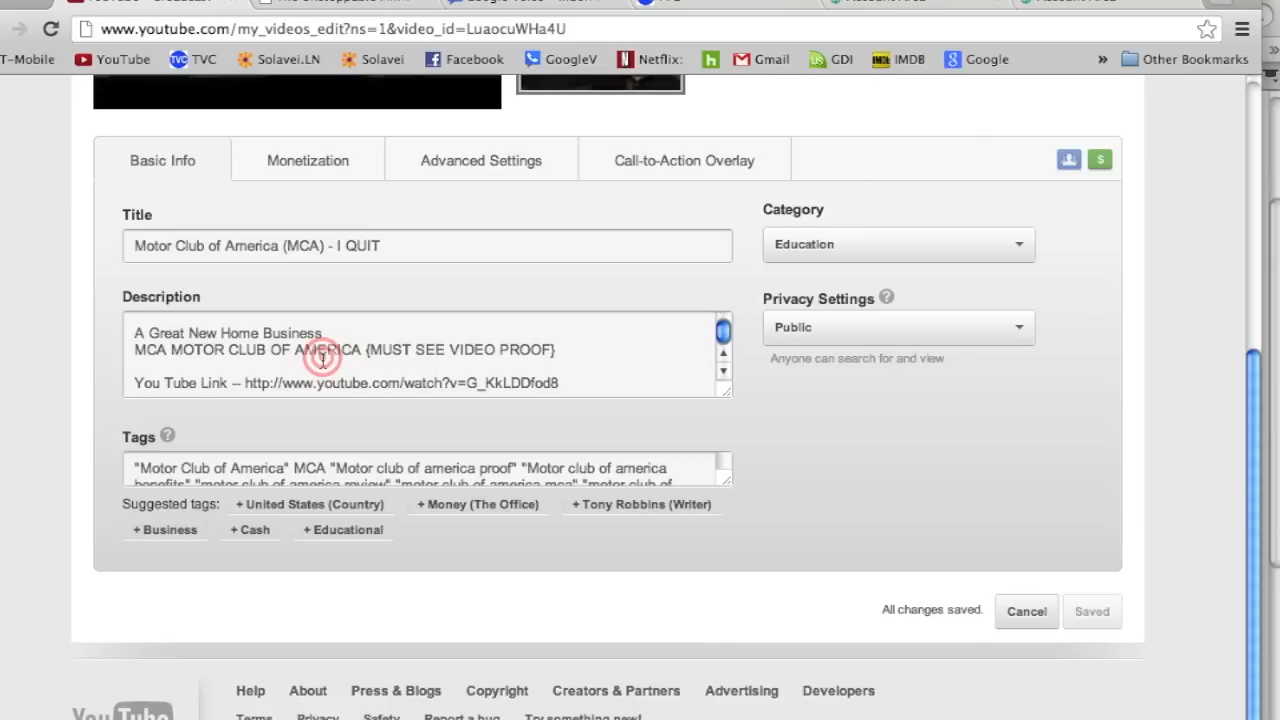 www.youtube.com/my_videos_edit?ns=1&video_id=LuaocuWHa4U
T-Mobile YouTube TVC TVC Solavei.LN Solavei Facebook GoogleV Netflix: h Gmail GDI IMDB IMDB Google » Other Bookmarks
Basic Info Monetization Advanced Settings Call-to-Action Overlay $
Title
Motor Club of America (MCA) - I QUIT
Category
Education
Description
A Great New Home Business
MCA MOTOR CLUB OF AMERICA {MUST SEE VIDEO PROOF}
You Tube Link – http://www.youtube.com/watch?v=G_KkLDDfod8
Privacy Settings ?
Public
Anyone can search for and view
Tags ?
"Motor Club of America" MCA "Motor club of america proof" "Motor club of america
benefits" "motor club of america review" "motor club of america mca" "motor club of
Suggested tags: + United States (Country) + Money (The Office) + Tony Robbins (Writer)
+ Business + Cash + Educational
All changes saved. Cancel Saved
Help About Press & Blogs Copyright Creators & Partners Advertising Developers
YouTube Terms Privacy Safety Report a bug Try something new!